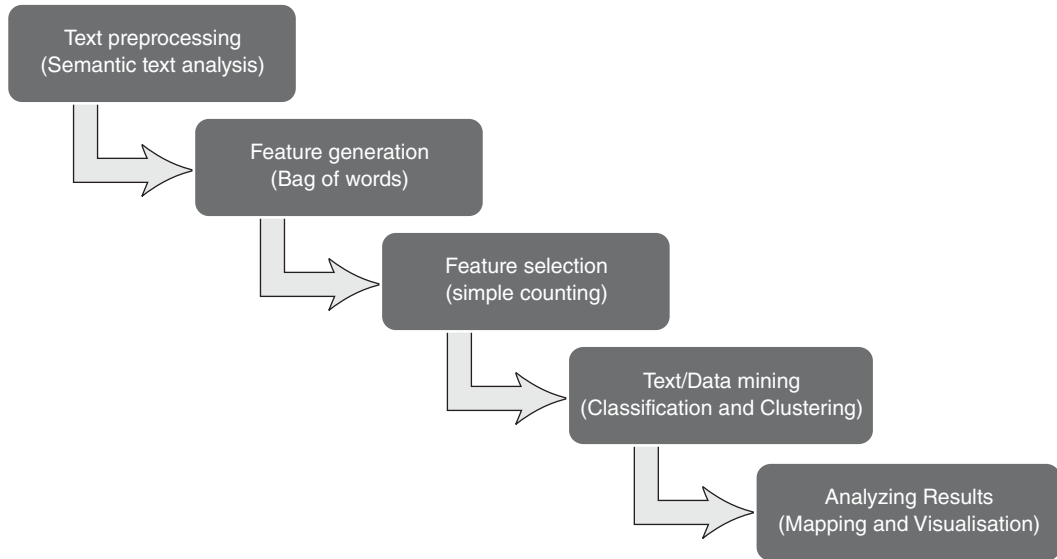 Text preprocessing
(Semantic text analysis)
Feature generation
(Bag of words)
Feature selection
(simple counting)
Text/Data mining
(Classification and Clustering)
Analyzing Results
(Mapping and Visualisation)